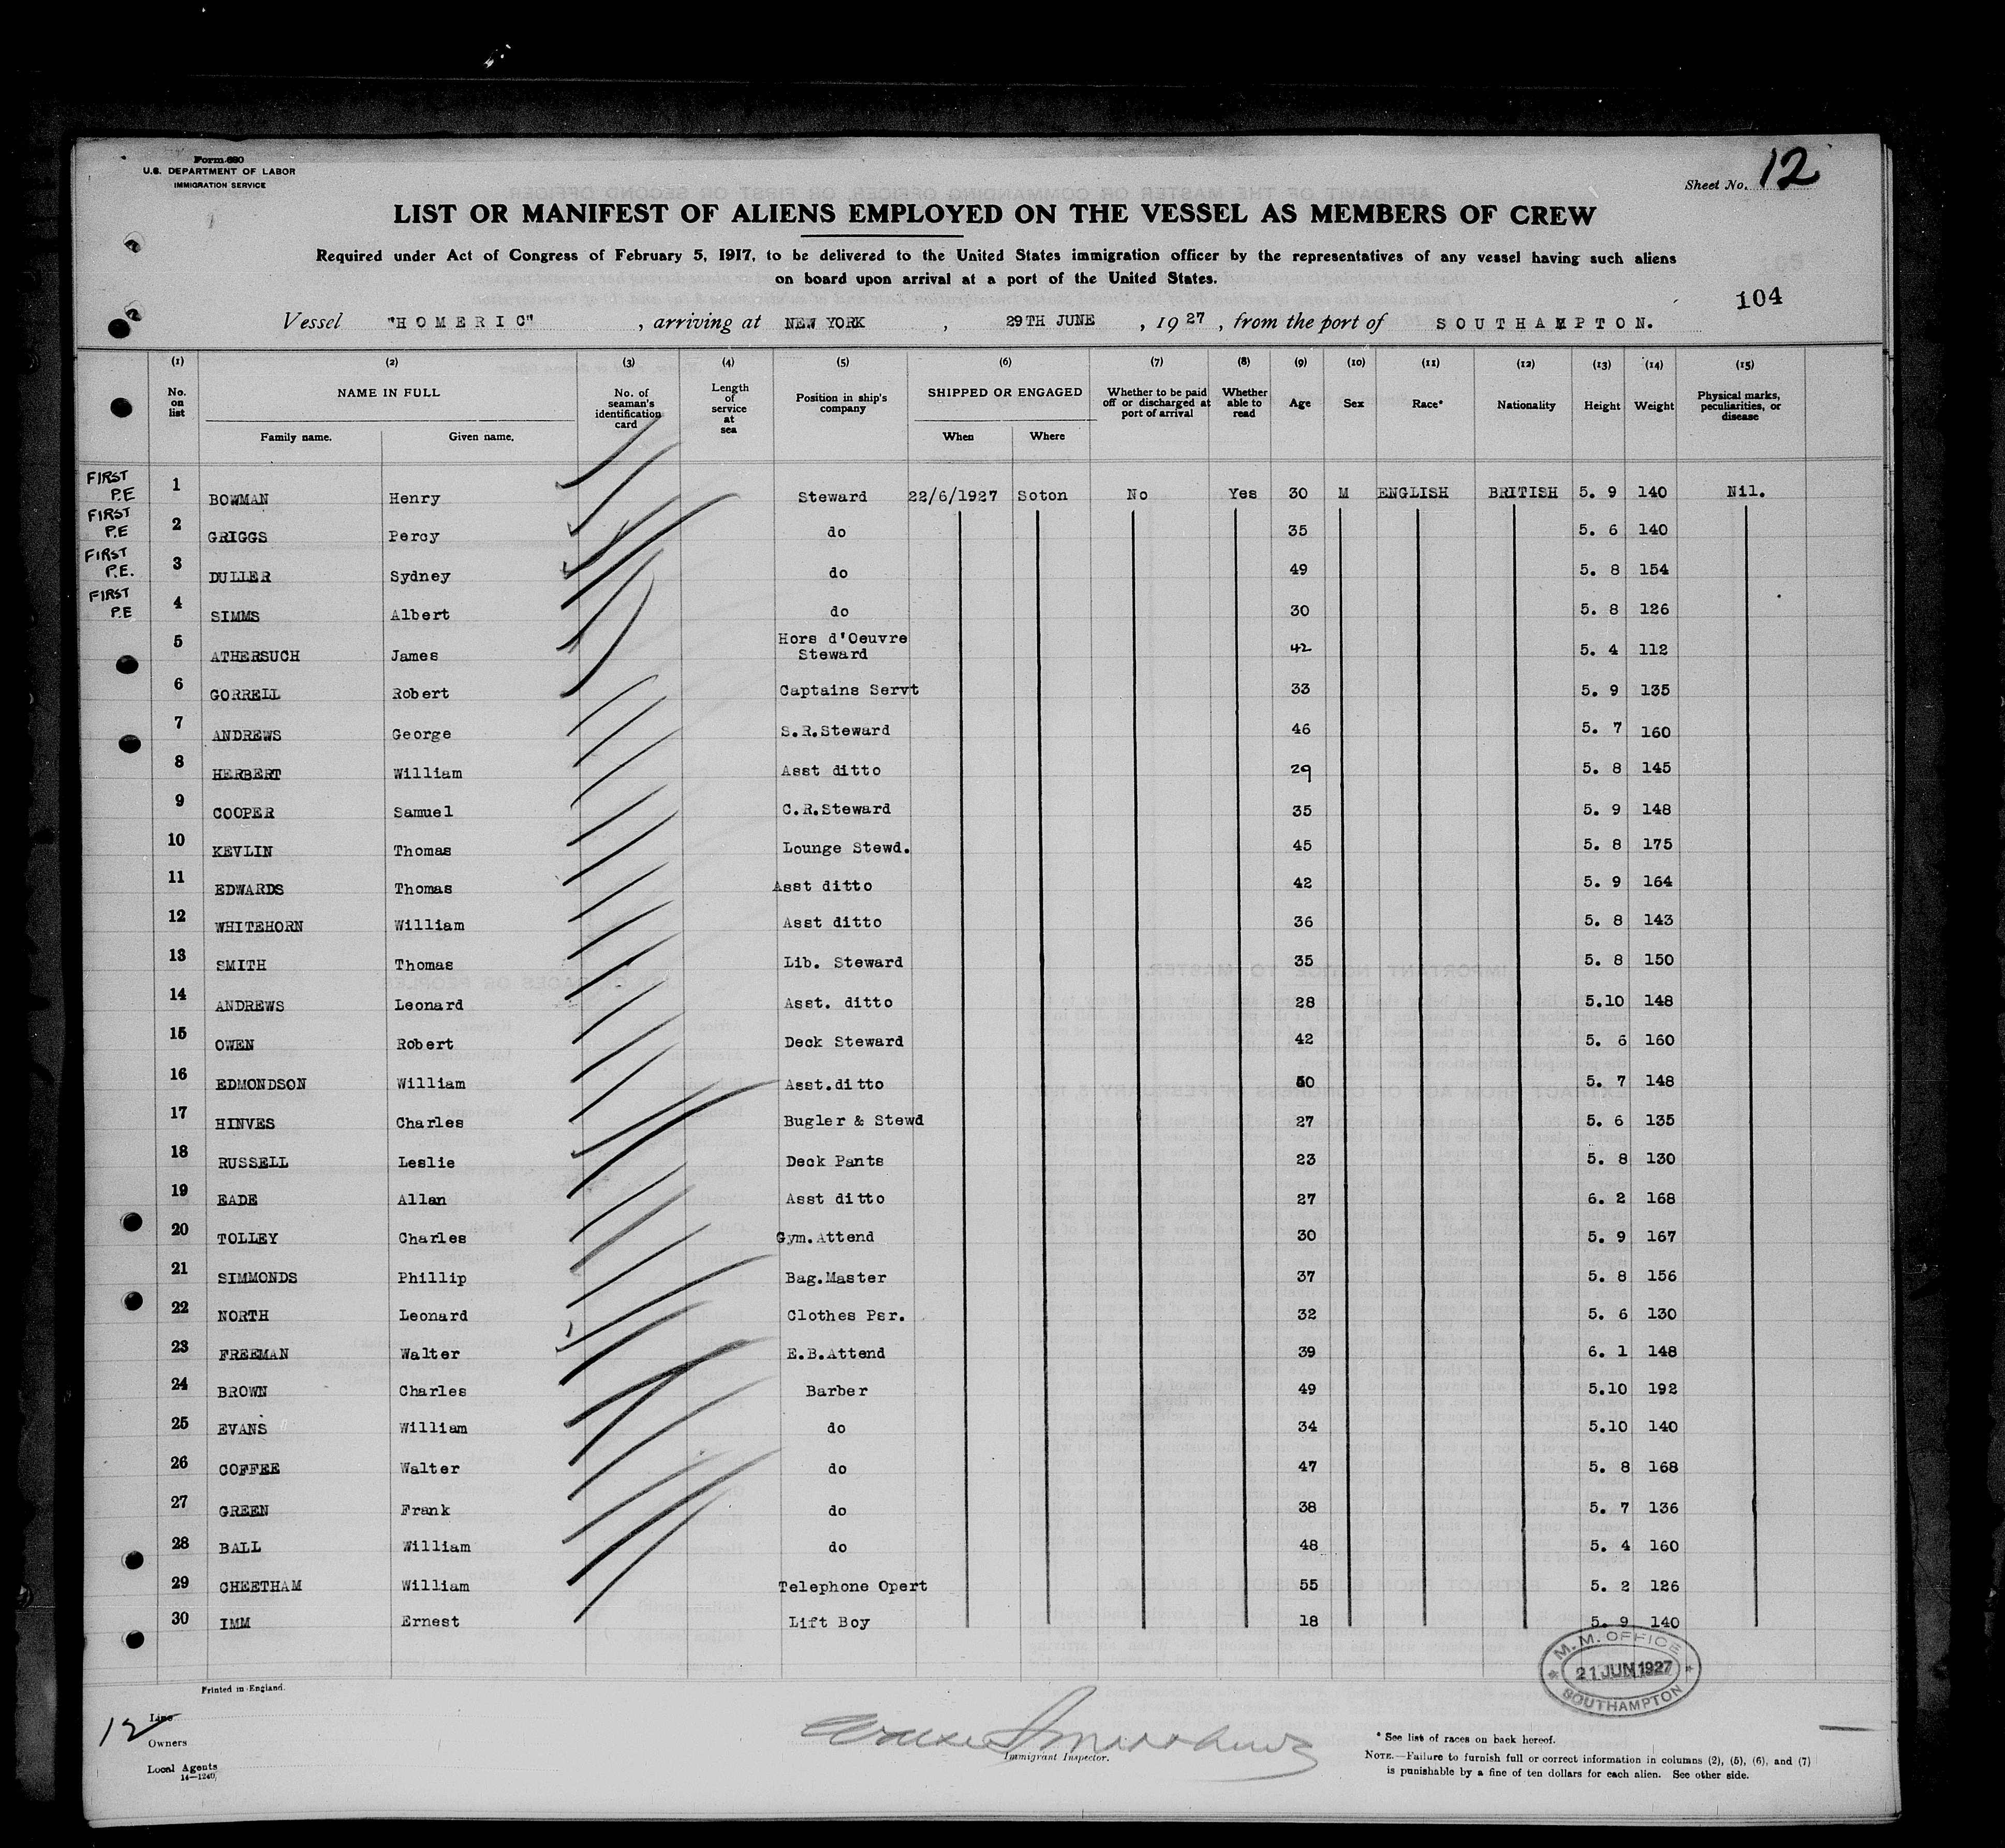 Form 680
U.S. DEPARTMENT OF LABOR
IMMIGRATION SERVICE
Sheet No. 12
LIST OR MANIFEST OF ALIENS EMPLOYED ON THE VESSEL AS MEMBERS OF CREW
Required under Act of Congress of February 5, 1917, to be delivered to the United States immigration officer by the representatives of any vessel having such aliens
on board upon arrival at a port of the United States.
104
Vessel "HOMERIC", arriving at NEW YORK, 29TH JUNE, 1927, from the port of SOUTHAMPTON.
(1) (2) (3) (4) (5) (6) (7) (8) (9) (10) (11) (12) (13) (14) (15)
No. on list NAME IN FULL Family name. Given name. No. of seaman's identification card Length of service at sea Position in ship's company SHIPPED OR ENGAGED When Where Whether to be paid off or discharged at port of arrival Whether able to read Age Sex Race* Nationality Height Weight Physical marks, peculiarities, or disease
FIRST P.E 1 BOWMAN Henry Steward 22/6/1927 Soton No Yes 30 M ENGLISH BRITISH 5. 9 140 Nil.
FIRST P.E 2 GRIGGS Percy do 35 5. 6 140
FIRST P.E. 3 DULLER Sydney do 49 5. 8 154
FIRST P.E 4 SIMMS Albert do 30 5. 8 126
5 ATHERSUCH James Hors d'Oeuvre Steward 42 5. 4 112
6 GORRELL Robert Captains Servt 33 5. 9 135
7 ANDREWS George S.R.Steward 46 5. 7 160
8 HERBERT William Asst ditto 29 5. 8 145
9 COOPER Samuel C.R.Steward 35 5. 9 148
10 KEVLIN Thomas Lounge Stewd. 45 5. 8 175
11 EDWARDS Thomas Asst ditto 42 5. 9 164
12 WHITEHORN William Asst ditto 36 5. 8 143
13 SMITH Thomas Lib. Steward 35 5. 8 150
14 ANDREWS Leonard Asst. ditto 28 5.10 148
15 OWEN Robert Deck Steward 42 5. 6 160
16 EDMONDSON William Asst.ditto 50 5. 7 148
17 HINVES Charles Bugler & Stewd 27 5. 6 135
18 RUSSELL Leslie Deck Pants 23 5. 8 130
19 EADE Allan Asst ditto 27 6. 2 168
20 TOLLEY Charles Gym.Attend 30 5. 9 167
21 SIMMONDS Phillip Bag.Master 37 5. 8 156
22 NORTH Leonard Clothes Psr. 32 5. 6 130
23 FREEMAN Walter E.B.Attend 39 6. 1 148
24 BROWN Charles Barber 49 5.10 192
25 EVANS William do 34 5.10 140
26 COFFEE Walter do 47 5. 8 168
27 GREEN Frank do 38 5. 7 136
28 BALL William do 48 5. 4 160
29 CHEETHAM William Telephone Opert 55 5. 2 126
30 IMM Ernest Lift Boy 18 5. 9 140
M.M. OFFICE
21 JUN 1927
SOUTHAMPTON
Printed in England.
12
Line
Owners
Local Agents
14—1240
Immigrant Inspector.
* See list of races on back hereof.
NOTE.—Failure to furnish full or correct information in columns (2), (5), (6), and (7)
is punishable by a fine of ten dollars for each alien. See other side.